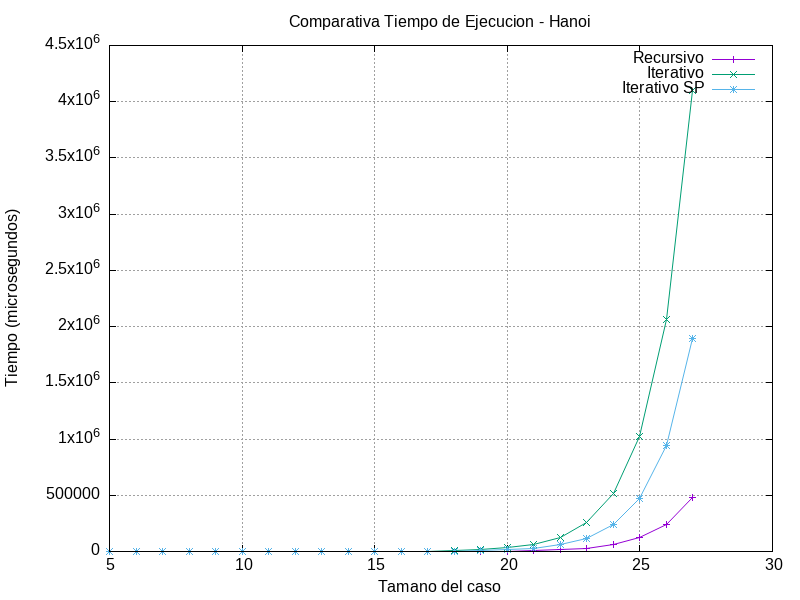 Comparativa Tiempo de Ejecucion - Hanoi
4.5x10^6
4x10^6
3.5x10^6
3x10^6
2.5x10^6
2x10^6
1.5x10^6
1x10^6
500000
0
5 10 15 20 25 30
Tiempo (microsegundos)
Tamano del caso
Recursivo
Iterativo
Iterativo SP